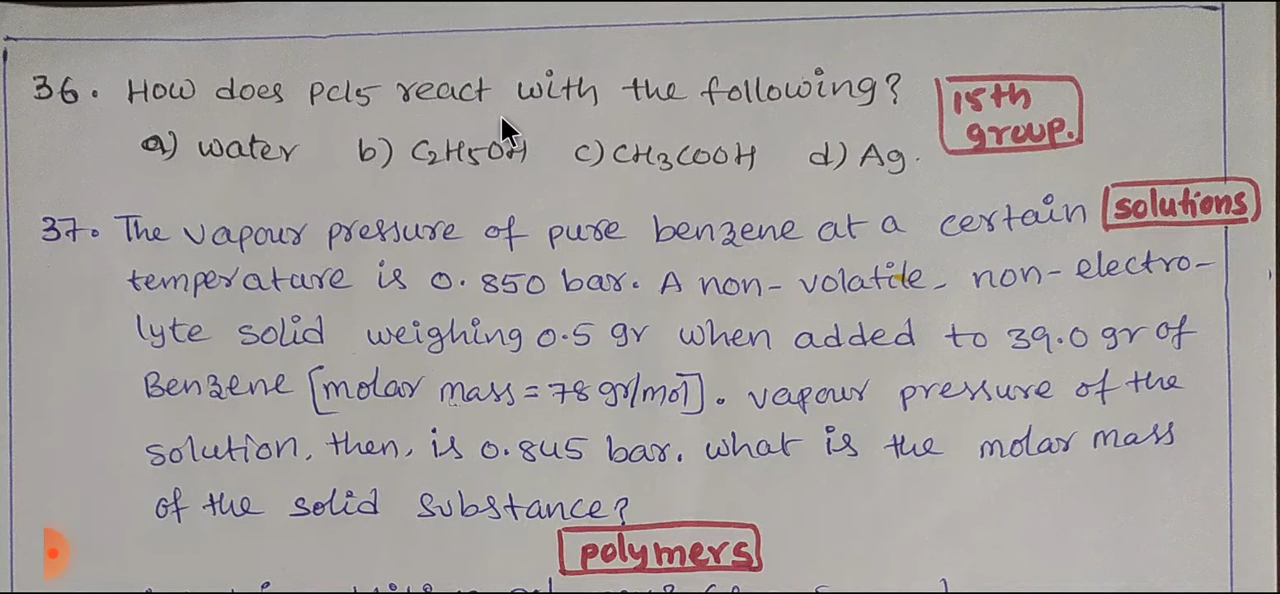 36. How does pcl5 react with the following? 15th group.
a) water b) C2H5OH c) CH3COOH d) Ag.
37. The vapour pressure of pure benzene at a certain solutions
temperature is 0.850 bar. A non-volatile, non-electro-
lyte solid weighing 0.5 gr when added to 39.0 gr of
Benzene [molar mass = 78 gr/mol]. vapour pressure of the
solution, then, is 0.845 bar. what is the molar mass
of the solid substance?
polymers